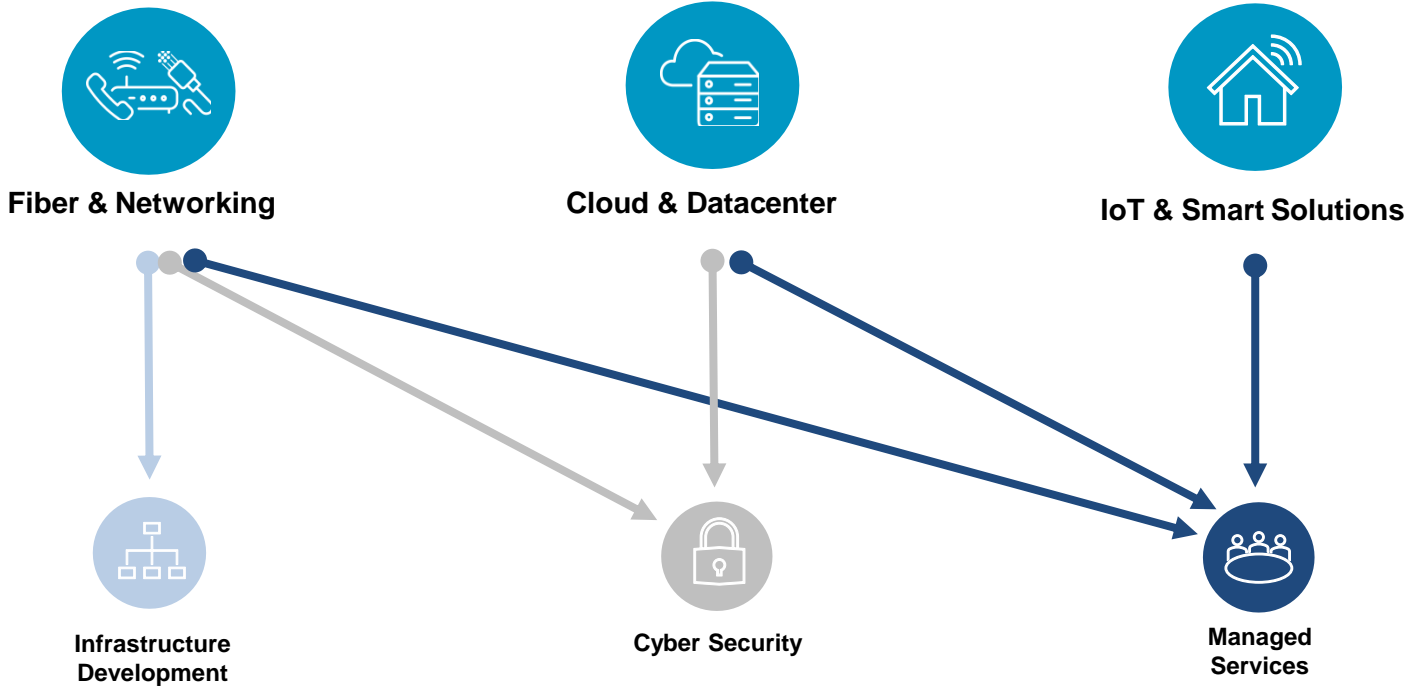 Fiber & Networking
Cloud & Datacenter
IoT & Smart Solutions
Infrastructure
Development
Cyber Security
Managed
Services